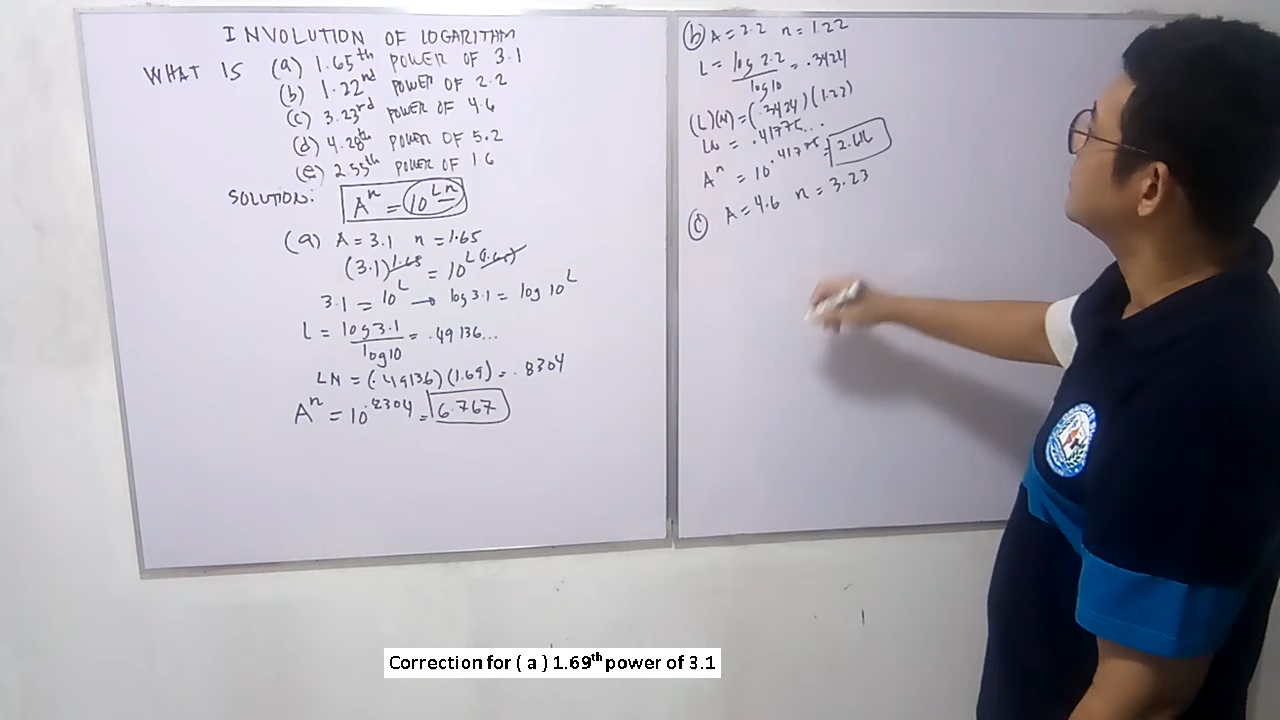 INVOLUTION OF LOGARITHM
WHAT IS (a) 1.65th POWER OF 3.1
(b) 1.22nd POWER OF 2.2
(c) 3.23rd POWER OF 4.6
(d) 4.28th POWER OF 5.2
(e) 2.55th POWER OF 1.6
SOLUTION: A^n = 10^Ln
(a) A = 3.1 n = 1.65
(3.1)^1.65 = 10^L(1.65)
3.1 = 10^L → log 3.1 = log 10^L
L = log 3.1 / log 10 = .49136...
LN = (.49136)(1.69) = .8304
A^n = 10^.8304 = 6.767
(b) A = 2.2 n = 1.22
L = log 2.2 / log 10 = .3424
(L)(N) = (.3424)(1.22)
LN = .41775...
A^n = 10^.41775 = 2.616
(c) A = 4.6 n = 3.23
Correction for ( a ) 1.69th power of 3.1